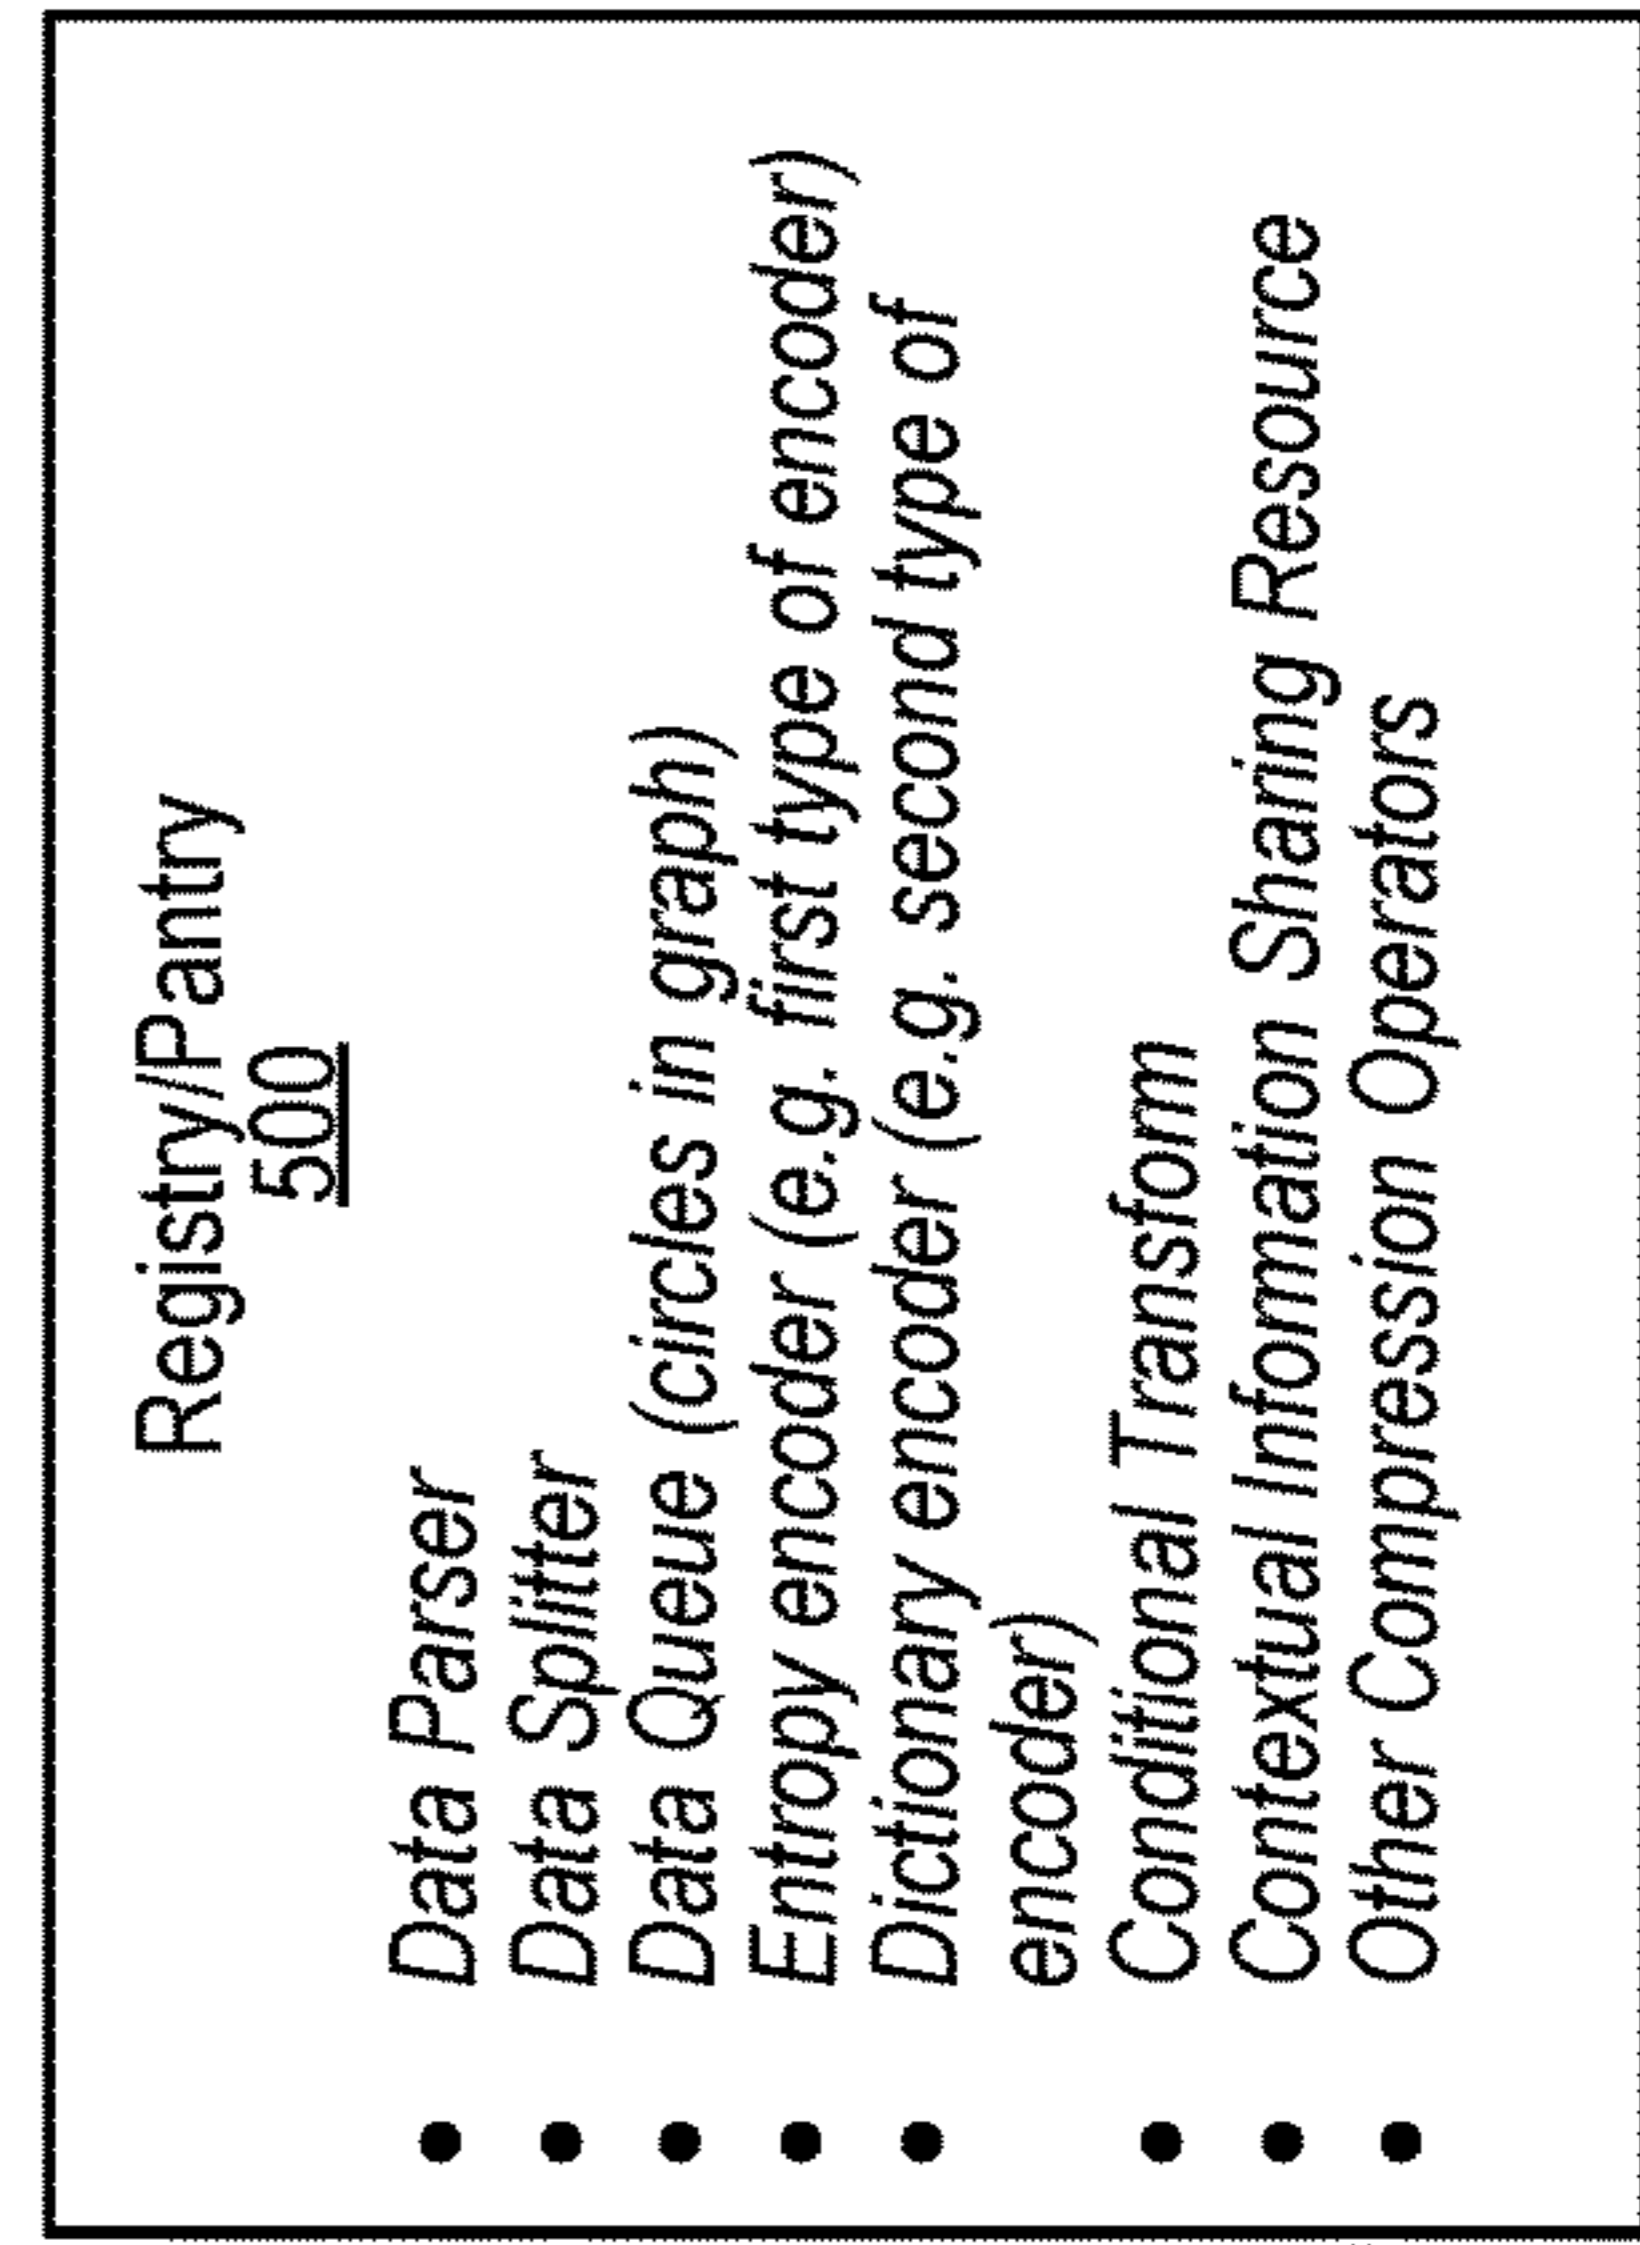 Registry/Pantry
500
• Data Parser
• Data Splitter
• Data Queue (circles in graph)
• Entropy encoder (e.g. first type of encoder)
• Dictionary encoder (e.g. second type of
encoder)
• Conditional Transform
• Contextual Information Sharing Resource
• Other Compression Operators